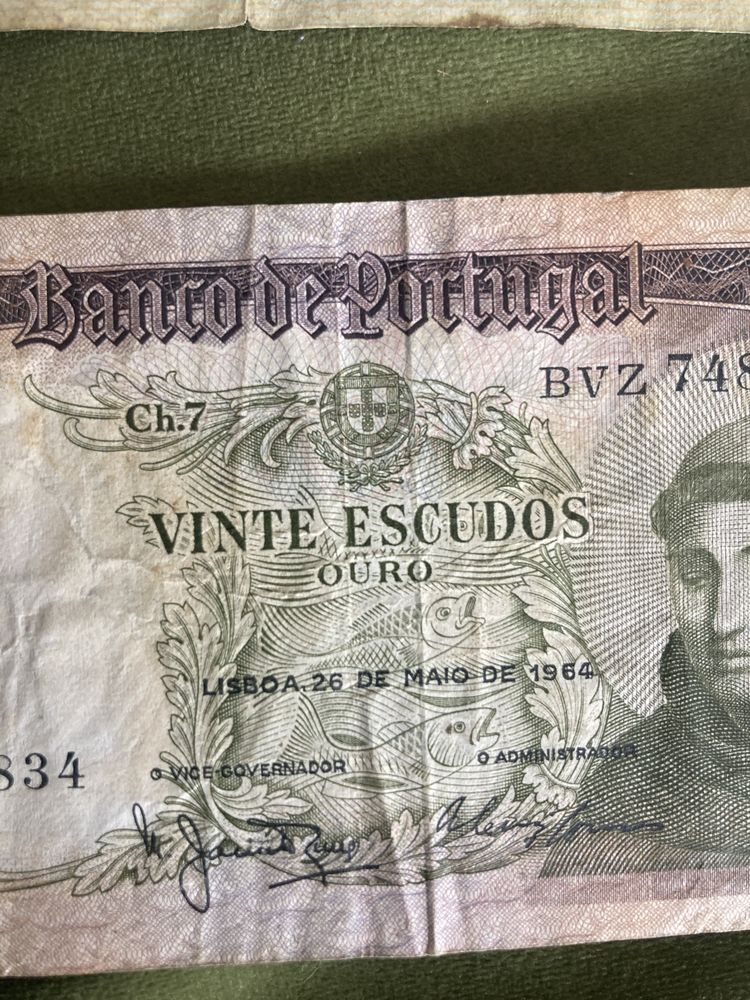 Banco de Portugal
BVZ 748
Ch.7
VINTE ESCUDOS
OURO
LISBOA, 26 DE MAIO DE 1964
834
O VICE-GOVERNADOR
O ADMINISTRADOR